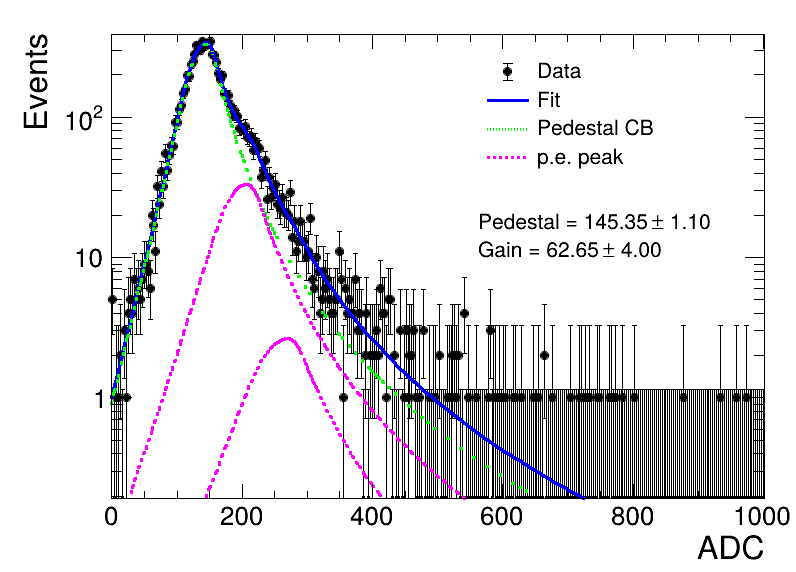 Events
10²
10
1
Data
Fit
Pedestal CB
p.e. peak
Pedestal = 145.35 ± 1.10
Gain = 62.65 ± 4.00
0 200 400 600 800 1000
ADC